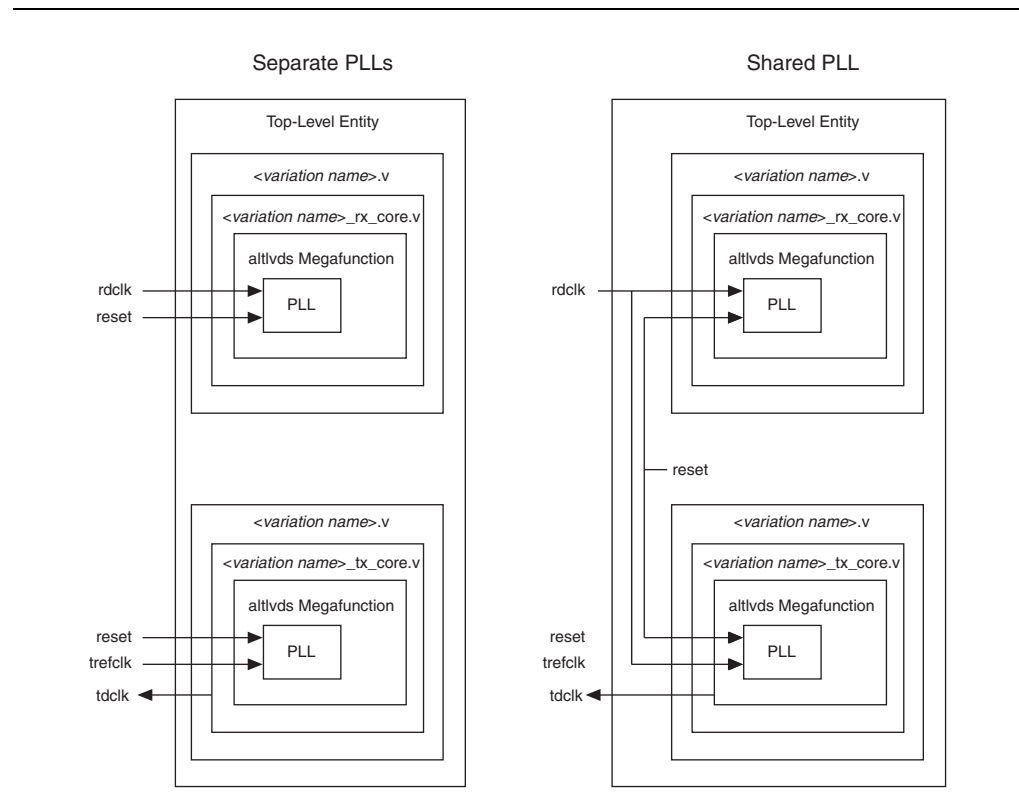 Separate PLLs
Top-Level Entity
<variation name>.v
<variation name>_rx_core.v
altlvds Megafunction
rdclk
PLL
reset
<variation name>.v
<variation name>_tx_core.v
altlvds Megafunction
reset
PLL
trefclk
tdclk
Shared PLL
Top-Level Entity
<variation name>.v
<variation name>_rx_core.v
altlvds Megafunction
rdclk
PLL
reset
<variation name>.v
<variation name>_tx_core.v
altlvds Megafunction
reset
PLL
trefclk
tdclk